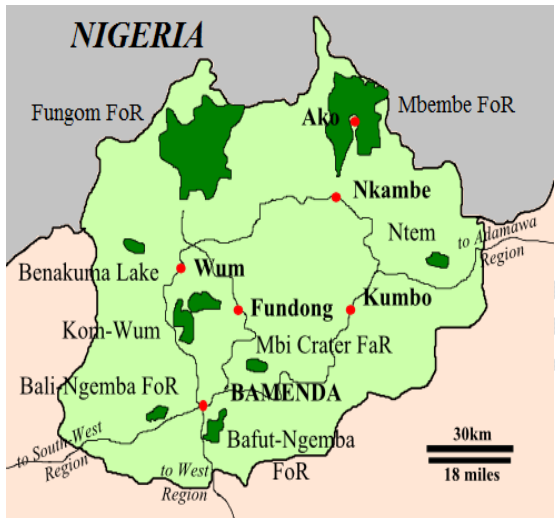 NIGERIA
Fungom FoR
Mbembe FoR
Ako
Nkambe
Ntem
to Adamawa
Region
Benakuma Lake
Wum
Fundong
Kumbo
Kom-Wum
Mbi Crater FaR
Bali-Ngemba FoR
BAMENDA
Bafut-Ngemba
FoR
to South-West
Region
to West
Region
30km
18 miles